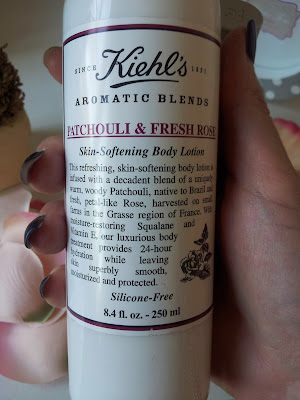 SINCE Kiehl's 1851
AROMATIC BLENDS
PATCHOULI & FRESH ROSE
Skin-Softening Body Lotion
This refreshing, skin-softening body lotion is
infused with a decadent blend of a uniquely
warm, woody Patchouli, native to Brazil and
fresh, petal-like Rose, harvested on small
farms in the Grasse region of France. With
moisture-restoring Squalane and
Vitamin E, our luxurious body
treatment provides 24-hour
hydration while leaving
skin superbly smooth,
moisturized and protected.
Silicone-Free
8.4 fl. oz. - 250 ml